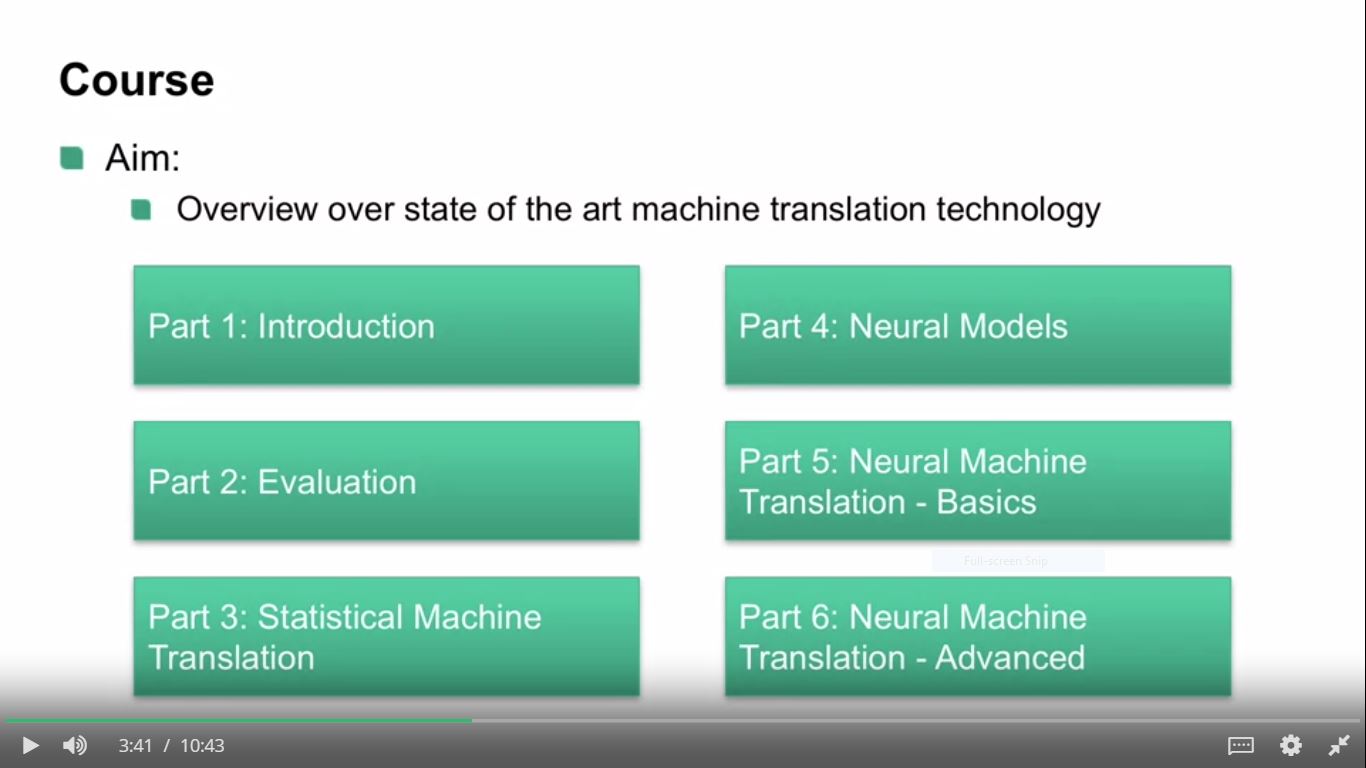 Course
Aim:
Overview over state of the art machine translation technology
Part 1: Introduction
Part 2: Evaluation
Part 3: Statistical Machine
Translation
Part 4: Neural Models
Part 5: Neural Machine
Translation - Basics
Full-screen Snip
Part 6: Neural Machine
Translation - Advanced
3:41 / 10:43